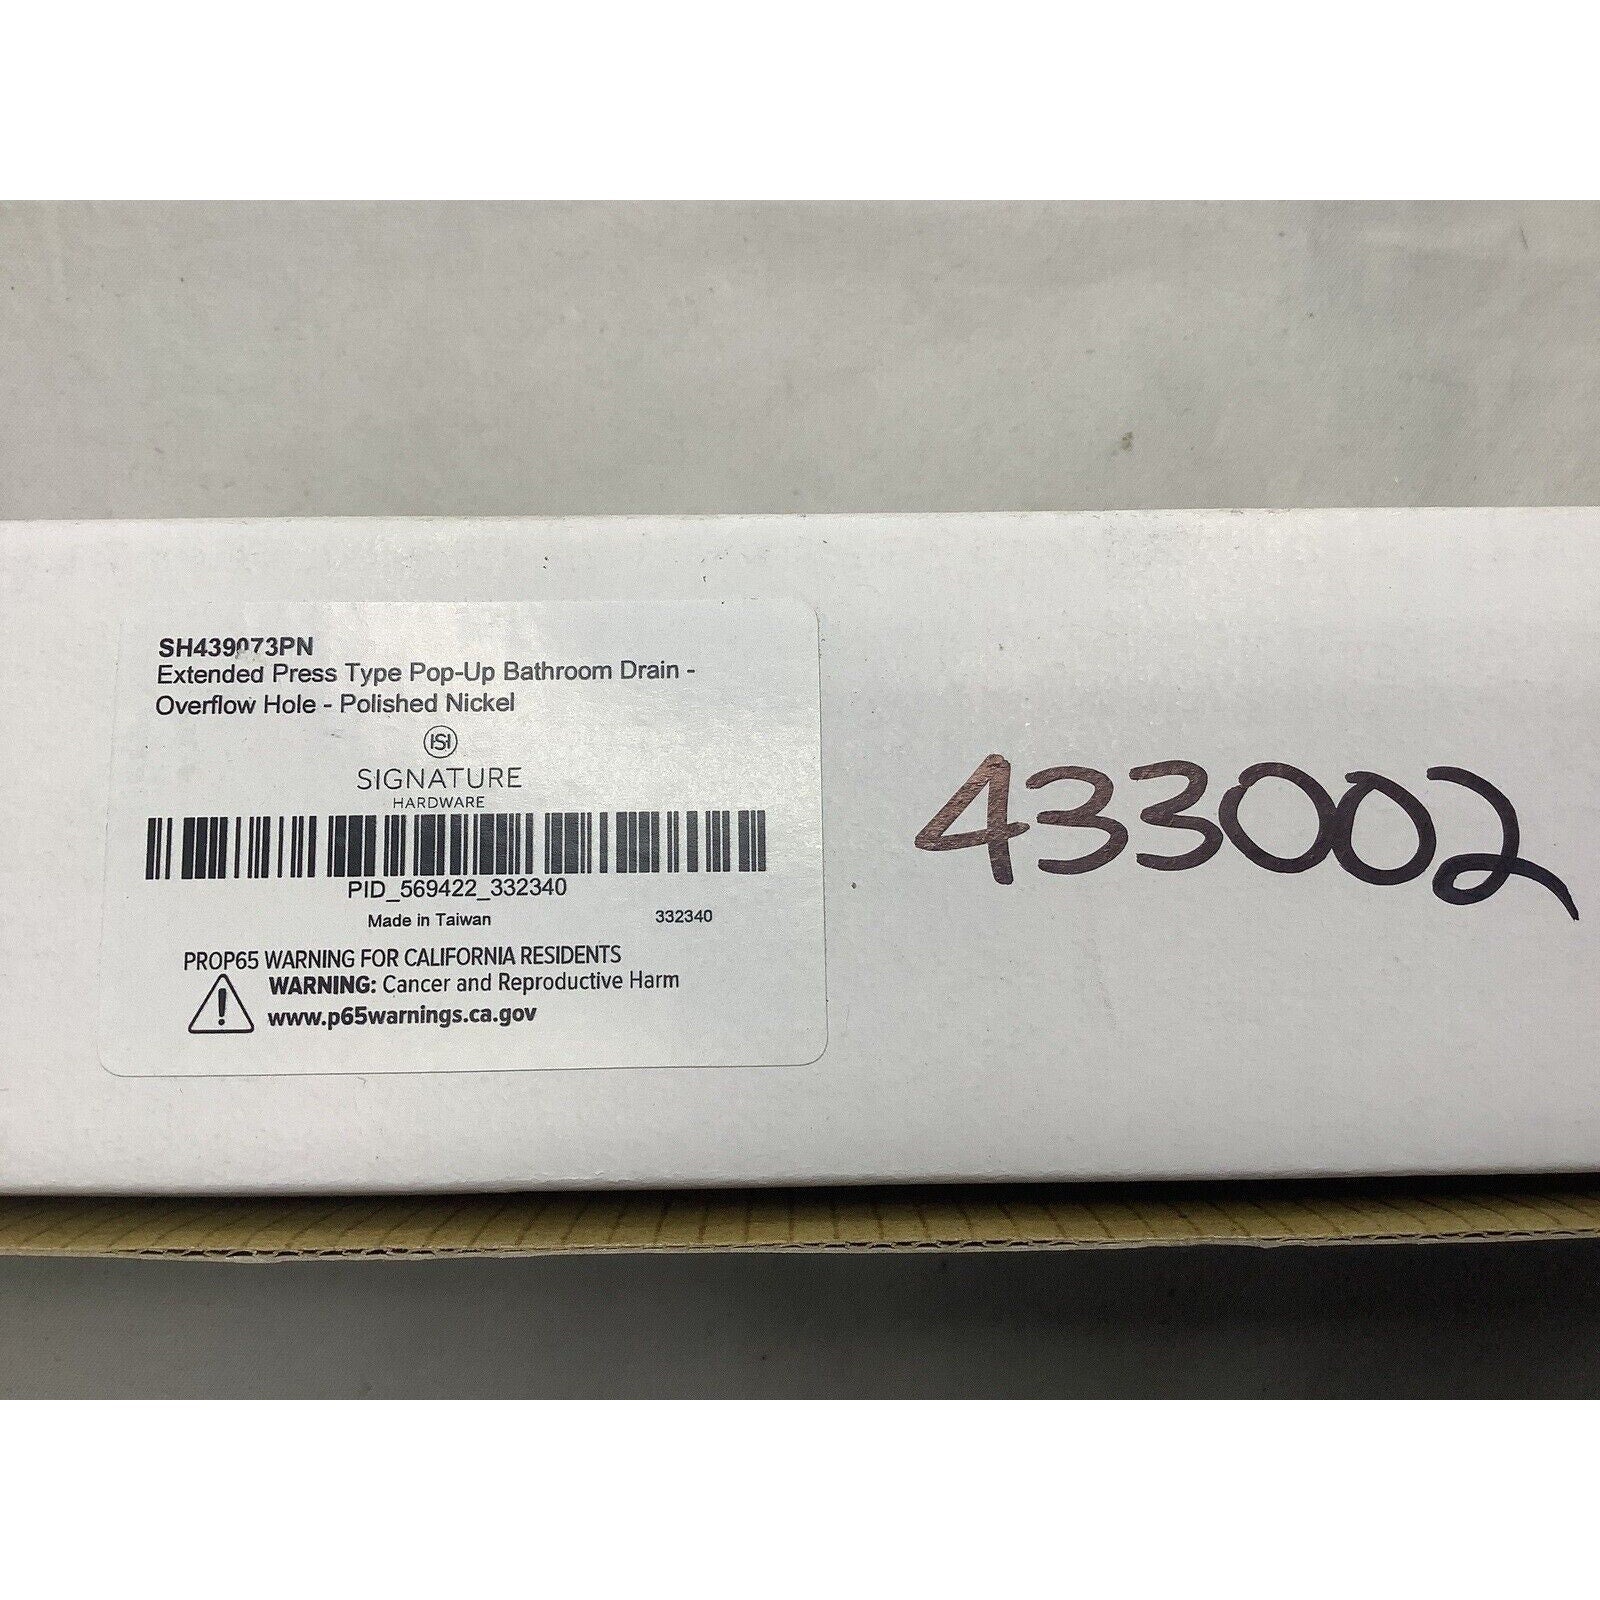 SH439073PN
Extended Press Type Pop-Up Bathroom Drain -
Overflow Hole - Polished Nickel
ISI
SIGNATURE
HARDWARE
PID_569422_332340
Made in Taiwan 332340
PROP65 WARNING FOR CALIFORNIA RESIDENTS
! WARNING: Cancer and Reproductive Harm
www.p65warnings.ca.gov
433002